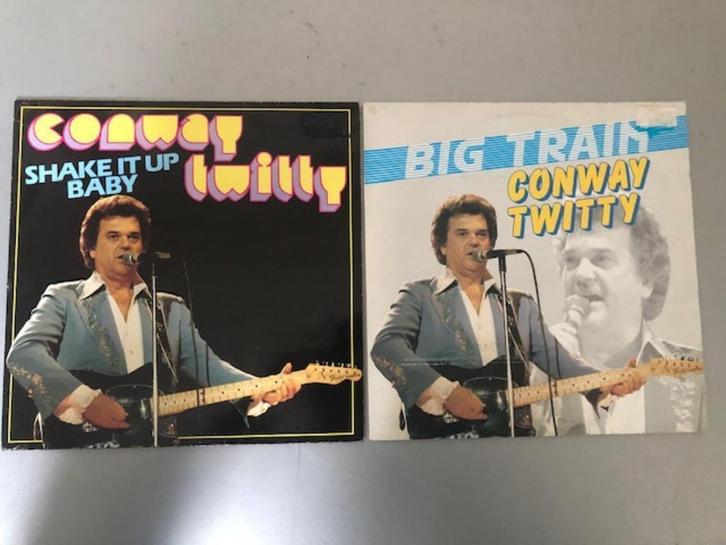 conway
SHAKE IT UP
BABY
twitty
BIG TRAIN
CONWAY
TWITTY